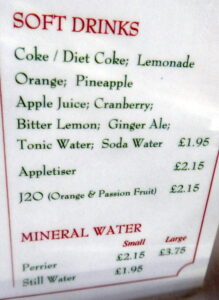 SOFT DRINKS
Coke / Diet Coke; Lemonade
Orange; Pineapple
Apple Juice; Cranberry;
Bitter Lemon; Ginger Ale;
Tonic Water; Soda Water £1.95
Appletiser £2.15
J2O (Orange & Passion Fruit) £2.15
MINERAL WATER
Small Large
Perrier £2.15 £3.75
Still Water £1.95